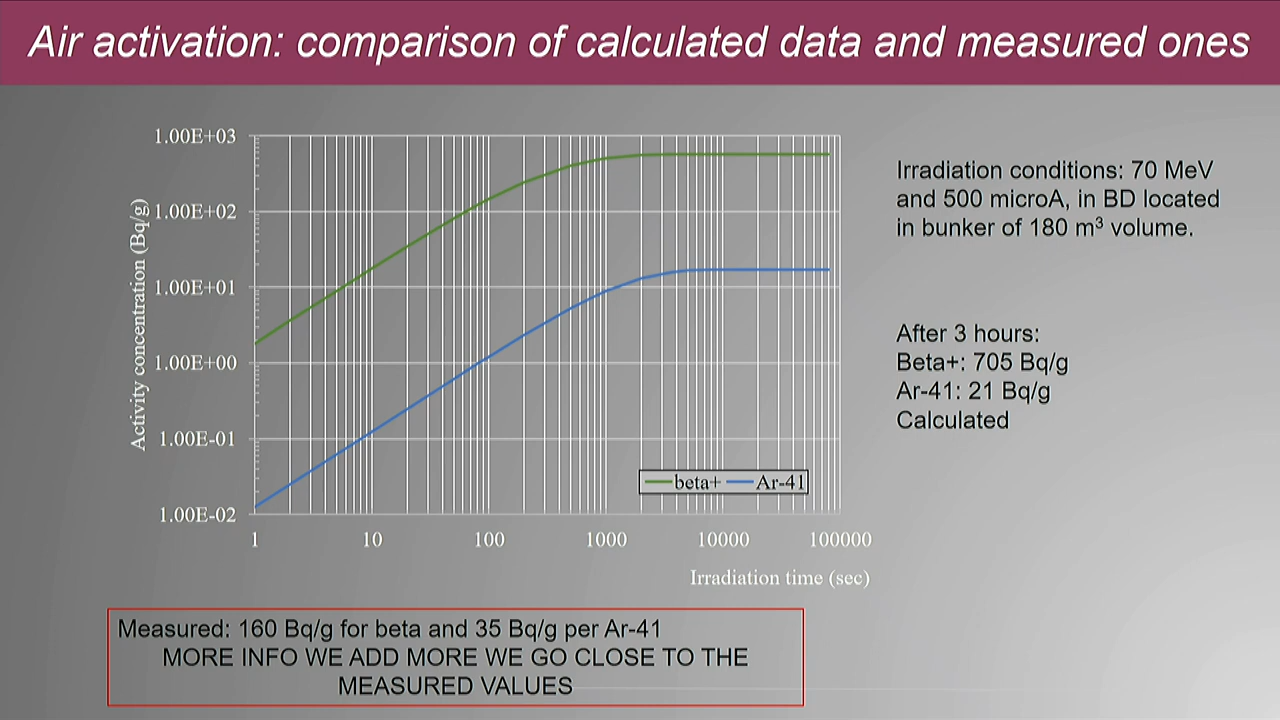 Air activation: comparison of calculated data and measured ones
1.00E+03
1.00E+02
1.00E+01
1.00E+00
1.00E-01
1.00E-02
Activity concentration (Bq/g)
1 10 100 1000 10000 100000
Irradiation time (sec)
beta+ Ar-41
Irradiation conditions: 70 MeV
and 500 microA, in BD located
in bunker of 180 m³ volume.
After 3 hours:
Beta+: 705 Bq/g
Ar-41: 21 Bq/g
Calculated
Measured: 160 Bq/g for beta and 35 Bq/g per Ar-41
MORE INFO WE ADD MORE WE GO CLOSE TO THE
MEASURED VALUES